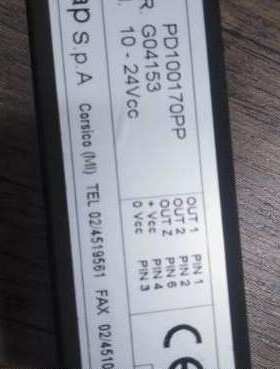 PD100170PP
R G04153
10 - 24Vcc
OUT 1 PIN 1
OUT 2 PIN 2
OUT Z PIN 6
+ Vcc PIN 4
0 Vcc PIN 3
CE
ap S.p.A Corsico (MI) TEL 02/4519561 FAX 02/4510